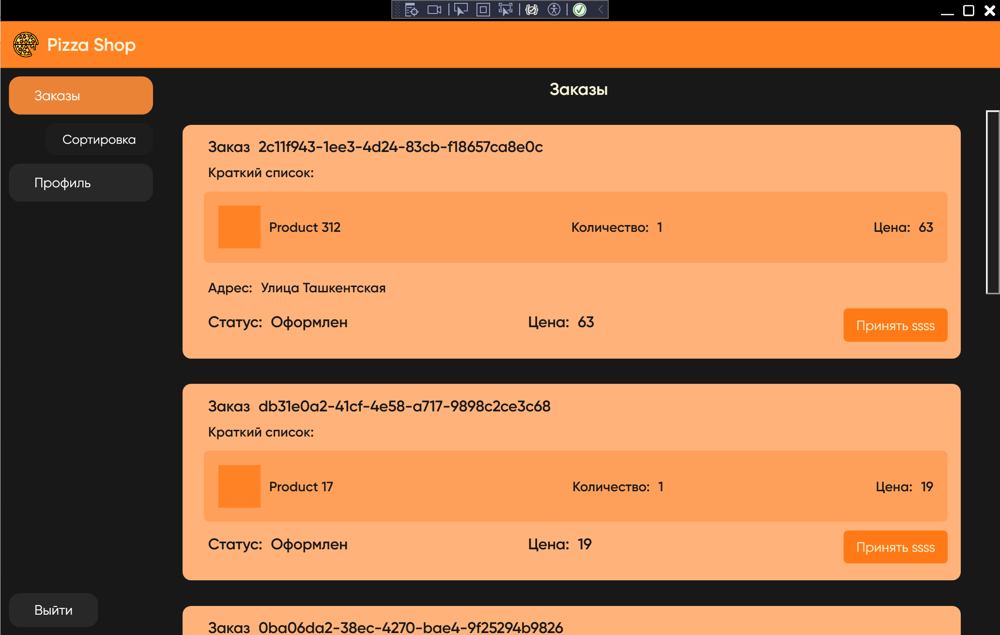 Pizza Shop
Заказы
Сортировка
Профиль
Выйти
Заказы
Заказ 2c11f943-1ee3-4d24-83cb-f18657ca8e0c
Краткий список:
Product 312 Количество: 1 Цена: 63
Адрес: Улица Ташкентская
Статус: Оформлен Цена: 63 Принять ssss
Заказ db31e0a2-41cf-4e58-a717-9898c2ce3c68
Краткий список:
Product 17 Количество: 1 Цена: 19
Статус: Оформлен Цена: 19 Принять ssss
Заказ 0ba06da2-38ec-4270-bae4-9f25294b9826